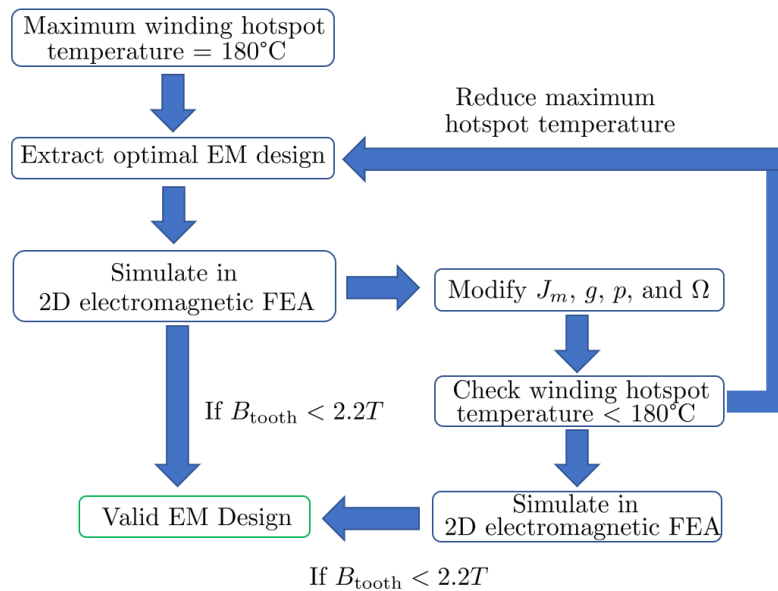 Maximum winding hotspot
temperature = 180°C
Reduce maximum
hotspot temperature
Extract optimal EM design
Simulate in
2D electromagnetic FEA
Modify J_m, g, p, and Ω
Check winding hotspot
temperature < 180°C
If B_tooth < 2.2T
Valid EM Design
Simulate in
2D electromagnetic FEA
If B_tooth < 2.2T